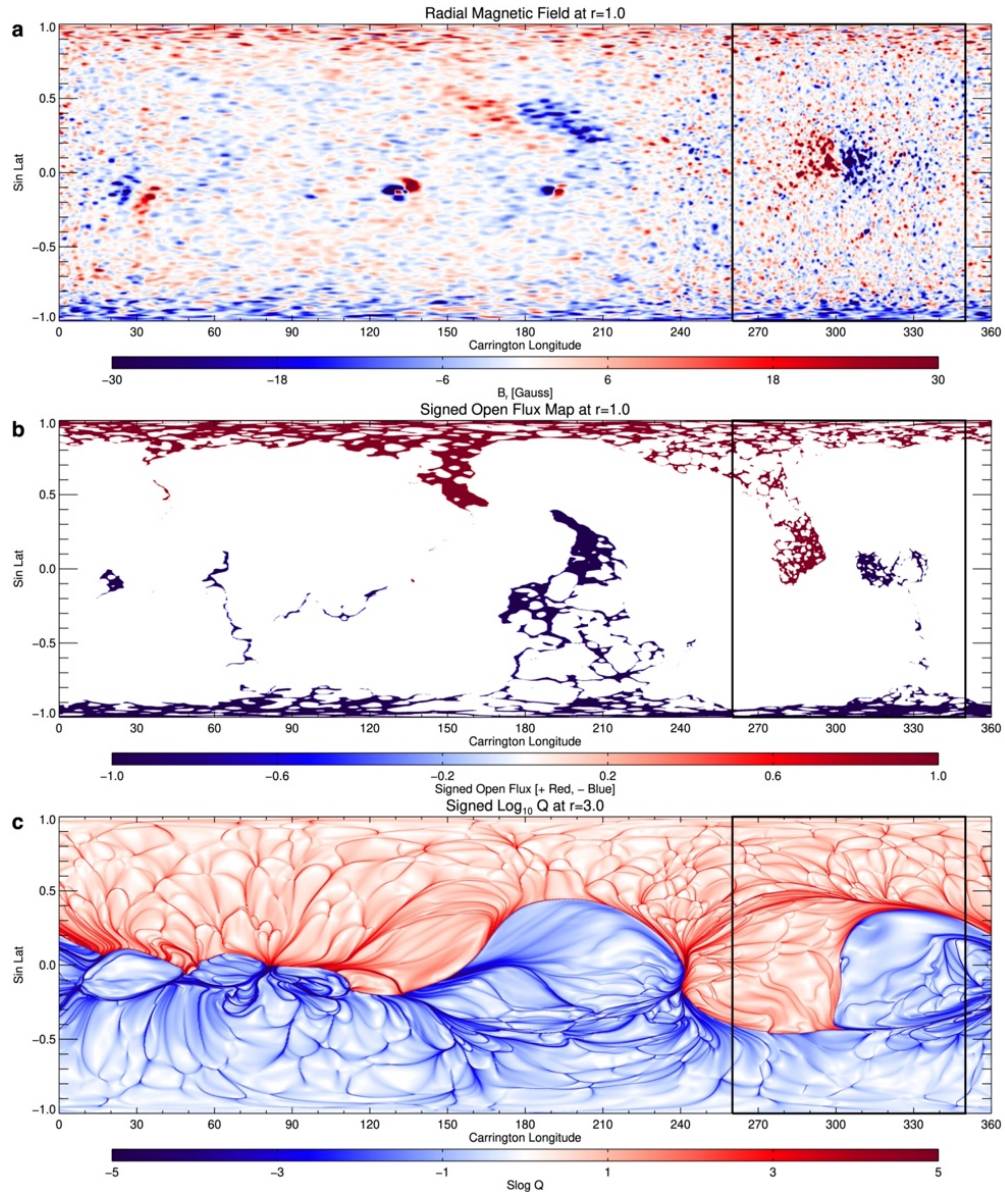 Radial Magnetic Field at r=1.0
a
1.0
0.5
0.0
−0.5
−1.0
Sin Lat
0 30 60 90 120 150 180 210 240 270 300 330 360
Carrington Longitude
−30 −18 −6 6 18 30
Br [Gauss]
Signed Open Flux Map at r=1.0
b
1.0
0.5
0.0
−0.5
−1.0
Sin Lat
0 30 60 90 120 150 180 210 240 270 300 330 360
Carrington Longitude
−1.0 −0.6 −0.2 0.2 0.6 1.0
Signed Open Flux [+ Red, − Blue]
Signed Log10 Q at r=3.0
c
1.0
0.5
0.0
−0.5
−1.0
Sin Lat
0 30 60 90 120 150 180 210 240 270 300 330 360
Carrington Longitude
−5 −3 −1 1 3 5
Slog Q